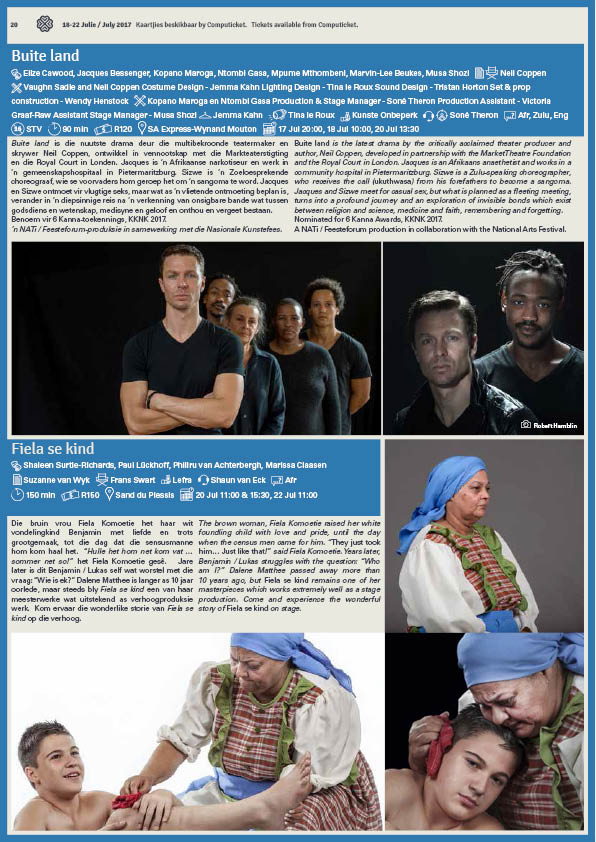 20 18-22 Julie / July 2017 Kaartjies beskikbaar by Computicket. Tickets available from Computicket.
Buite land
Elize Cawood, Jacques Bessenger, Kopano Maroga, Ntombi Gasa, Mpume Mthombeni, Marvin-Lee Beukes, Musa Shozi Neil Coppen
Vaughn Sadie and Neil Coppen Costume Design - Jemma Kahn Lighting Design - Tina le Roux Sound Design - Tristan Horton Set & prop
construction - Wendy Henstock Kopano Maroga en Ntombi Gasa Production & Stage Manager - Soné Theron Production Assistant - Victoria
Graaf-Raw Assistant Stage Manager - Musa Shozi Jemma Kahn Tina le Roux Kunste Onbeperk Soné Theron Afr, Zulu, Eng
16 STV 90 min R120 SA Express-Wynand Mouton 17 Jul 20:00, 18 Jul 10:00, 20 Jul 13:30
Buite land is die nuutste drama deur die multibekroonde teatermaker en
skrywer Neil Coppen, ontwikkel in vennootskap met die Markteaterstigting
en die Royal Court in Londen. Jacques is 'n Afrikaanse narkotiseur en werk in
'n gemeenskapshospitaal in Pietermaritzburg. Sizwe is 'n Zoeloesprekende
choreograaf, wie se voorvaders hom geroep het om 'n sangoma te word. Jacques
en Sizwe ontmoet vir vlugtige seks, maar wat as 'n vlietende ontmoeting beplan is,
verander in 'n diepsinnige reis na 'n verkenning van onsigbare bande wat tussen
godsdiens en wetenskap, medisyne en geloof en onthou en vergeet bestaan.
Benoem vir 6 Kanna-toekennings, KKNK 2017.
'n NATi / Feesteforum-produksie in samewerking met die Nasionale Kunstefees.
Buite land is the latest drama by the critically acclaimed theater producer and
author, Neil Coppen, developed in partnership with the MarketTheatre Foundation
and the Royal Court in London. Jacques is an Afrikaans anaesthetist and works in a
community hospital in Pietermaritzburg. Sizwe is a Zulu-speaking choreographer,
who receives the call (ukuthwasa) from his forefathers to become a sangoma.
Jacques and Sizwe meet for casual sex, but what is planned as a fleeting meeting,
turns into a profound journey and an exploration of invisible bonds which exist
between religion and science, medicine and faith, remembering and forgetting.
Nominated for 6 Kanna Awards, KKNK 2017.
A NATi / Feesteforum production in collaboration with the National Arts Festival.
Robert Hamblin
Fiela se kind
Shaleen Surtie-Richards, Paul Lückhoff, Philiru van Achterbergh, Marissa Claasen
Suzanne van Wyk Frans Swart Lefra Shaun van Eck Afr
150 min R150 Sand du Plessis 20 Jul 11:00 & 15:30, 22 Jul 11:00
Die bruin vrou Fiela Komoetie het haar wit
vondelingkind Benjamin met liefde en trots
grootgemaak, tot die dag dat die sensusmanne
hom kom haal het. "Hulle het hom net kom vat ...
sommer net so!" het Fiela Komoetie gesê. Jare
later is dit Benjamin / Lukas self wat worstel met die
vraag: "Wie is ek?" Dalene Matthee is langer as 10 jaar
oorlede, maar steeds bly Fiela se kind een van haar
meesterwerke wat uitstekend as verhoogproduksie
werk. Kom ervaar die wonderlike storie van Fiela se
kind op die verhoog.
The brown woman, Fiela Komoetie raised her white
foundling child with love and pride, until the day
when the census men came for him. "They just took
him... Just like that!" said Fiela Komoetie. Years later,
Benjamin / Lukas struggles with the question: "Who
am I?" Dalene Matthee passed away more than
10 years ago, but Fiela se kind remains one of her
masterpieces which works extremely well as a stage
production. Come and experience the wonderful
story of Fiela se kind on stage.